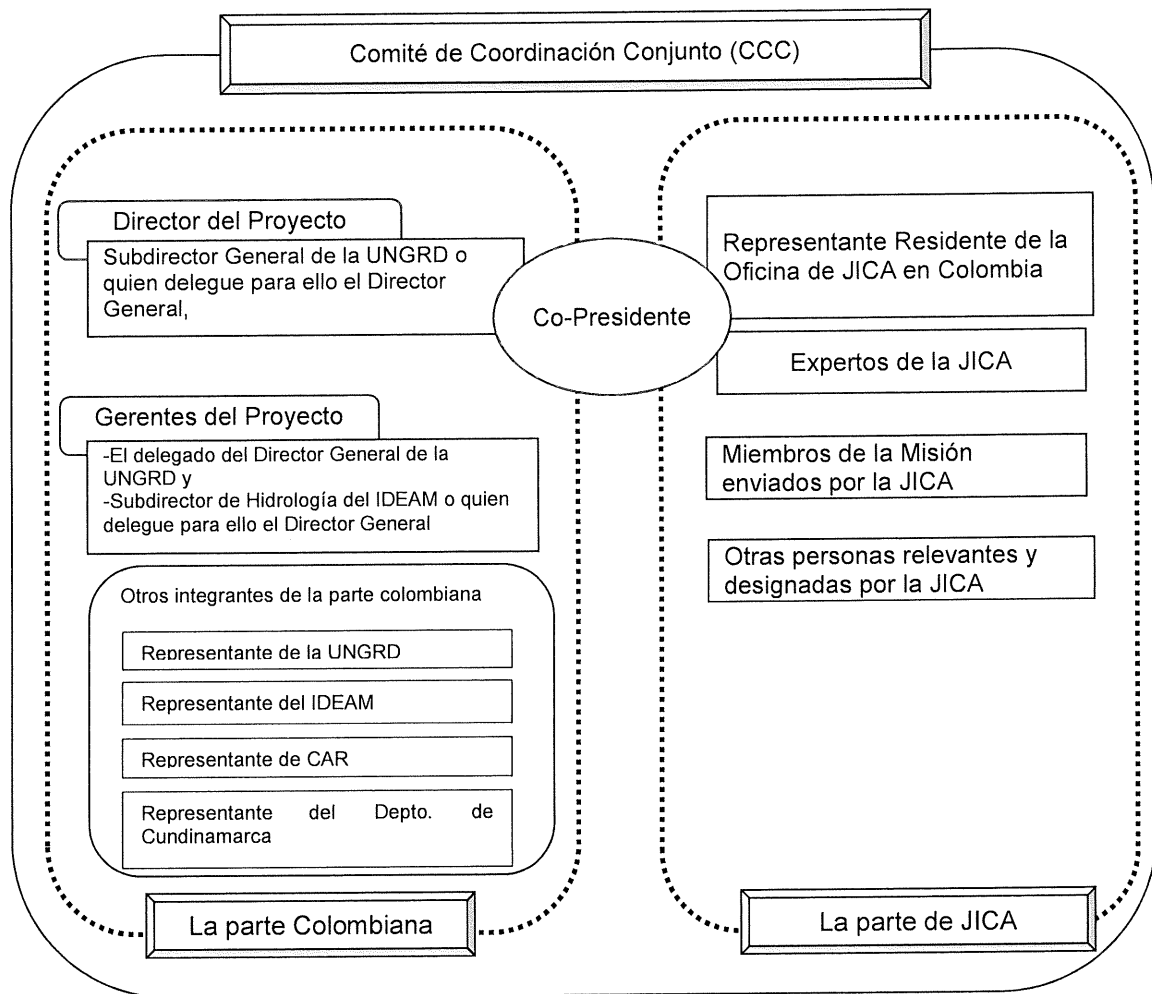 Comité de Coordinación Conjunto (CCC)
Director del Proyecto
Subdirector General de la UNGRD o
quien delegue para ello el Director
General,
Gerentes del Proyecto
-El delegado del Director General de la
UNGRD y
-Subdirector de Hidrología del IDEAM o quien
delegue para ello el Director General
Otros integrantes de la parte colombiana
Representante de la UNGRD
Representante del IDEAM
Representante de CAR
Representante del Depto. de
Cundinamarca
La parte Colombiana
Co-Presidente
Representante Residente de la
Oficina de JICA en Colombia
Expertos de la JICA
Miembros de la Misión
enviados por la JICA
Otras personas relevantes y
designadas por la JICA
La parte de JICA